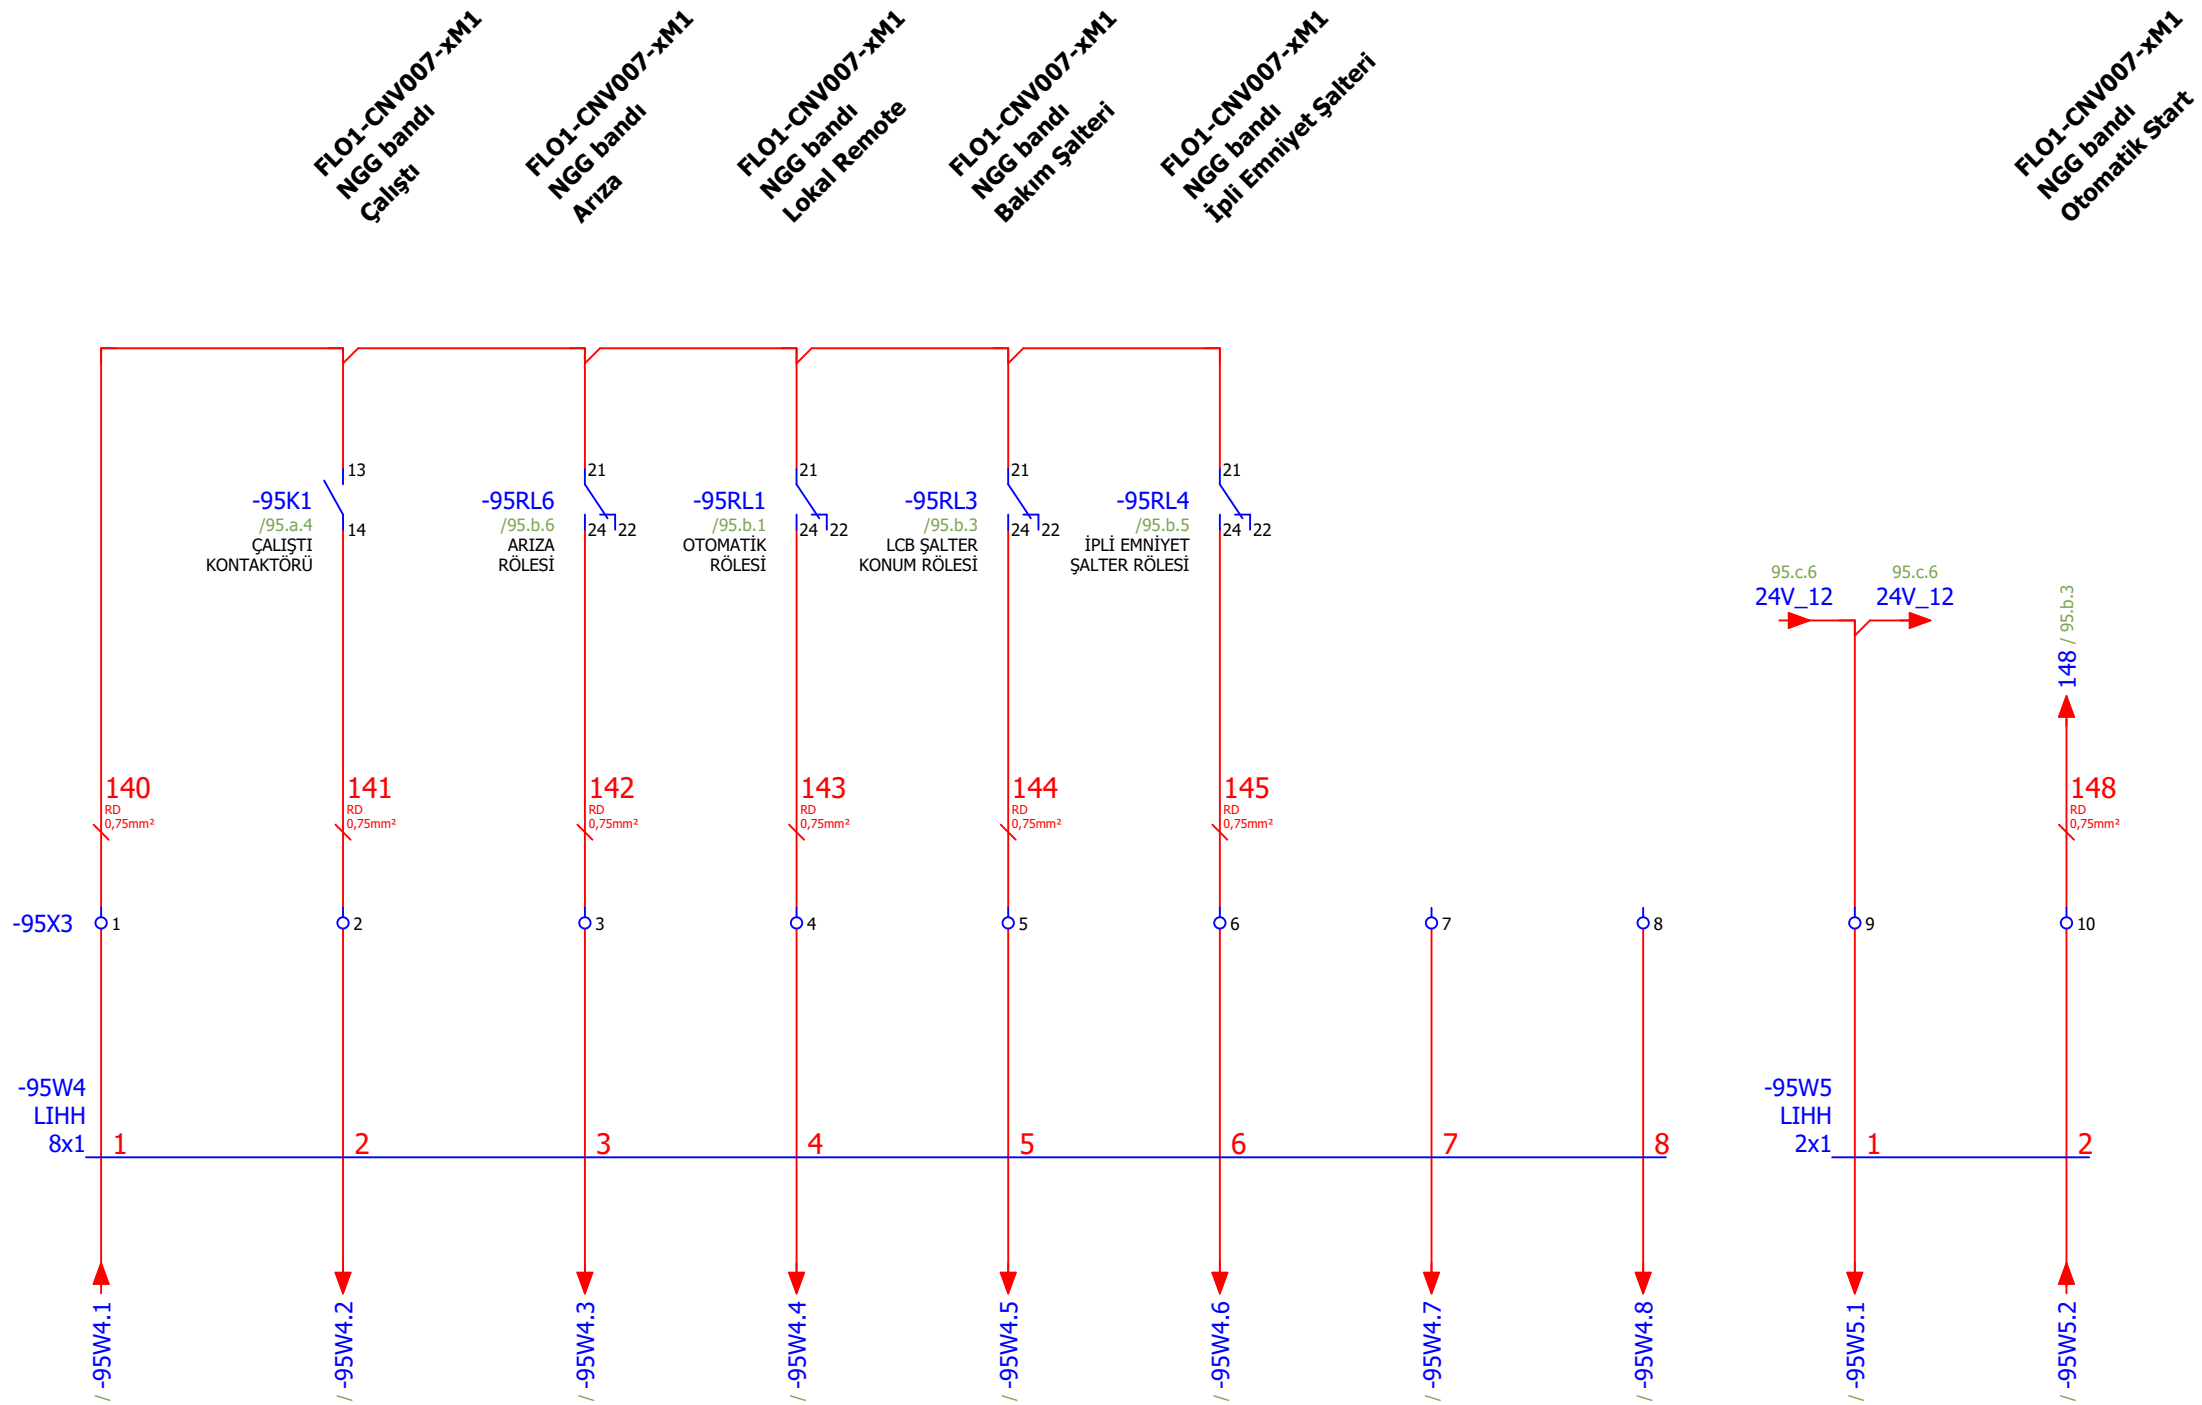 FLO1-CNV007-xM1
NGG bandı
Çalıştı
FLO1-CNV007-xM1
NGG bandı
Arıza
FLO1-CNV007-xM1
NGG bandı
Lokal Remote
FLO1-CNV007-xM1
NGG bandı
Bakım Şalteri
FLO1-CNV007-xM1
NGG bandı
İpli Emniyet Şalteri
FLO1-CNV007-xM1
NGG bandı
Otomatik Start
13
-95K1
/95.a.4
14
ÇALIŞTI
KONTAKTÖRÜ
21
-95RL6
/95.b.6
24 22
ARIZA
RÖLESİ
21
-95RL1
/95.b.1
24 22
OTOMATİK
RÖLESİ
21
-95RL3
/95.b.3
24 22
LCB ŞALTER
KONUM RÖLESİ
21
-95RL4
/95.b.5
24 22
İPLİ EMNİYET
ŞALTER RÖLESİ
95.c.6
24V_12
95.c.6
24V_12
148 / 95.b.3
140
RD
0,75mm²
141
RD
0,75mm²
142
RD
0,75mm²
143
RD
0,75mm²
144
RD
0,75mm²
145
RD
0,75mm²
148
RD
0,75mm²
-95X3 1 2 3 4 5 6 7 8 9 10
-95W4
LIHH
8x1 1 2 3 4 5 6 7 8
-95W5
LIHH
2x1 1 2
/ -95W4.1
/ -95W4.2
/ -95W4.3
/ -95W4.4
/ -95W4.5
/ -95W4.6
/ -95W4.7
/ -95W4.8
/ -95W5.1
/ -95W5.2